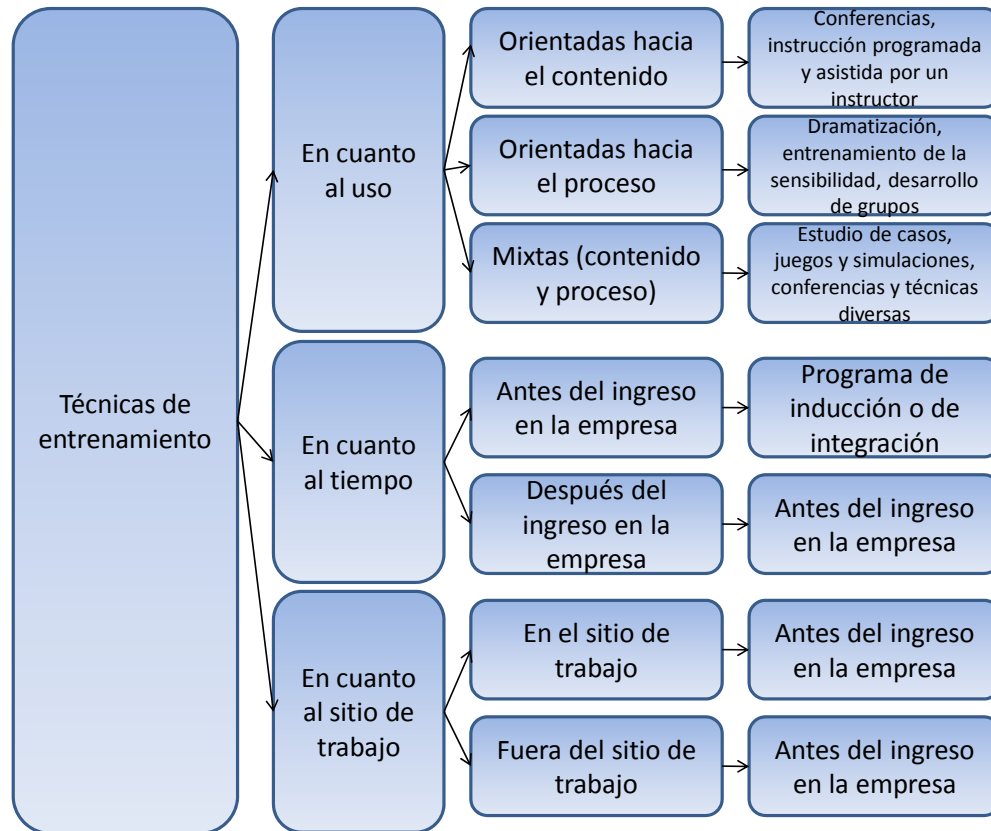 Técnicas de
entrenamiento
En cuanto
al uso
Orientadas hacia
el contenido
Conferencias,
instrucción programada
y asistida por un
instructor
Orientadas hacia
el proceso
Dramatización,
entrenamiento de la
sensibilidad, desarrollo
de grupos
Mixtas (contenido
y proceso)
Estudio de casos,
juegos y simulaciones,
conferencias y técnicas
diversas
En cuanto
al tiempo
Antes del ingreso
en la empresa
Programa de
inducción o de
integración
Después del
ingreso en la
empresa
Antes del ingreso
en la empresa
En cuanto
al sitio de
trabajo
En el sitio de
trabajo
Antes del ingreso
en la empresa
Fuera del sitio de
trabajo
Antes del ingreso
en la empresa